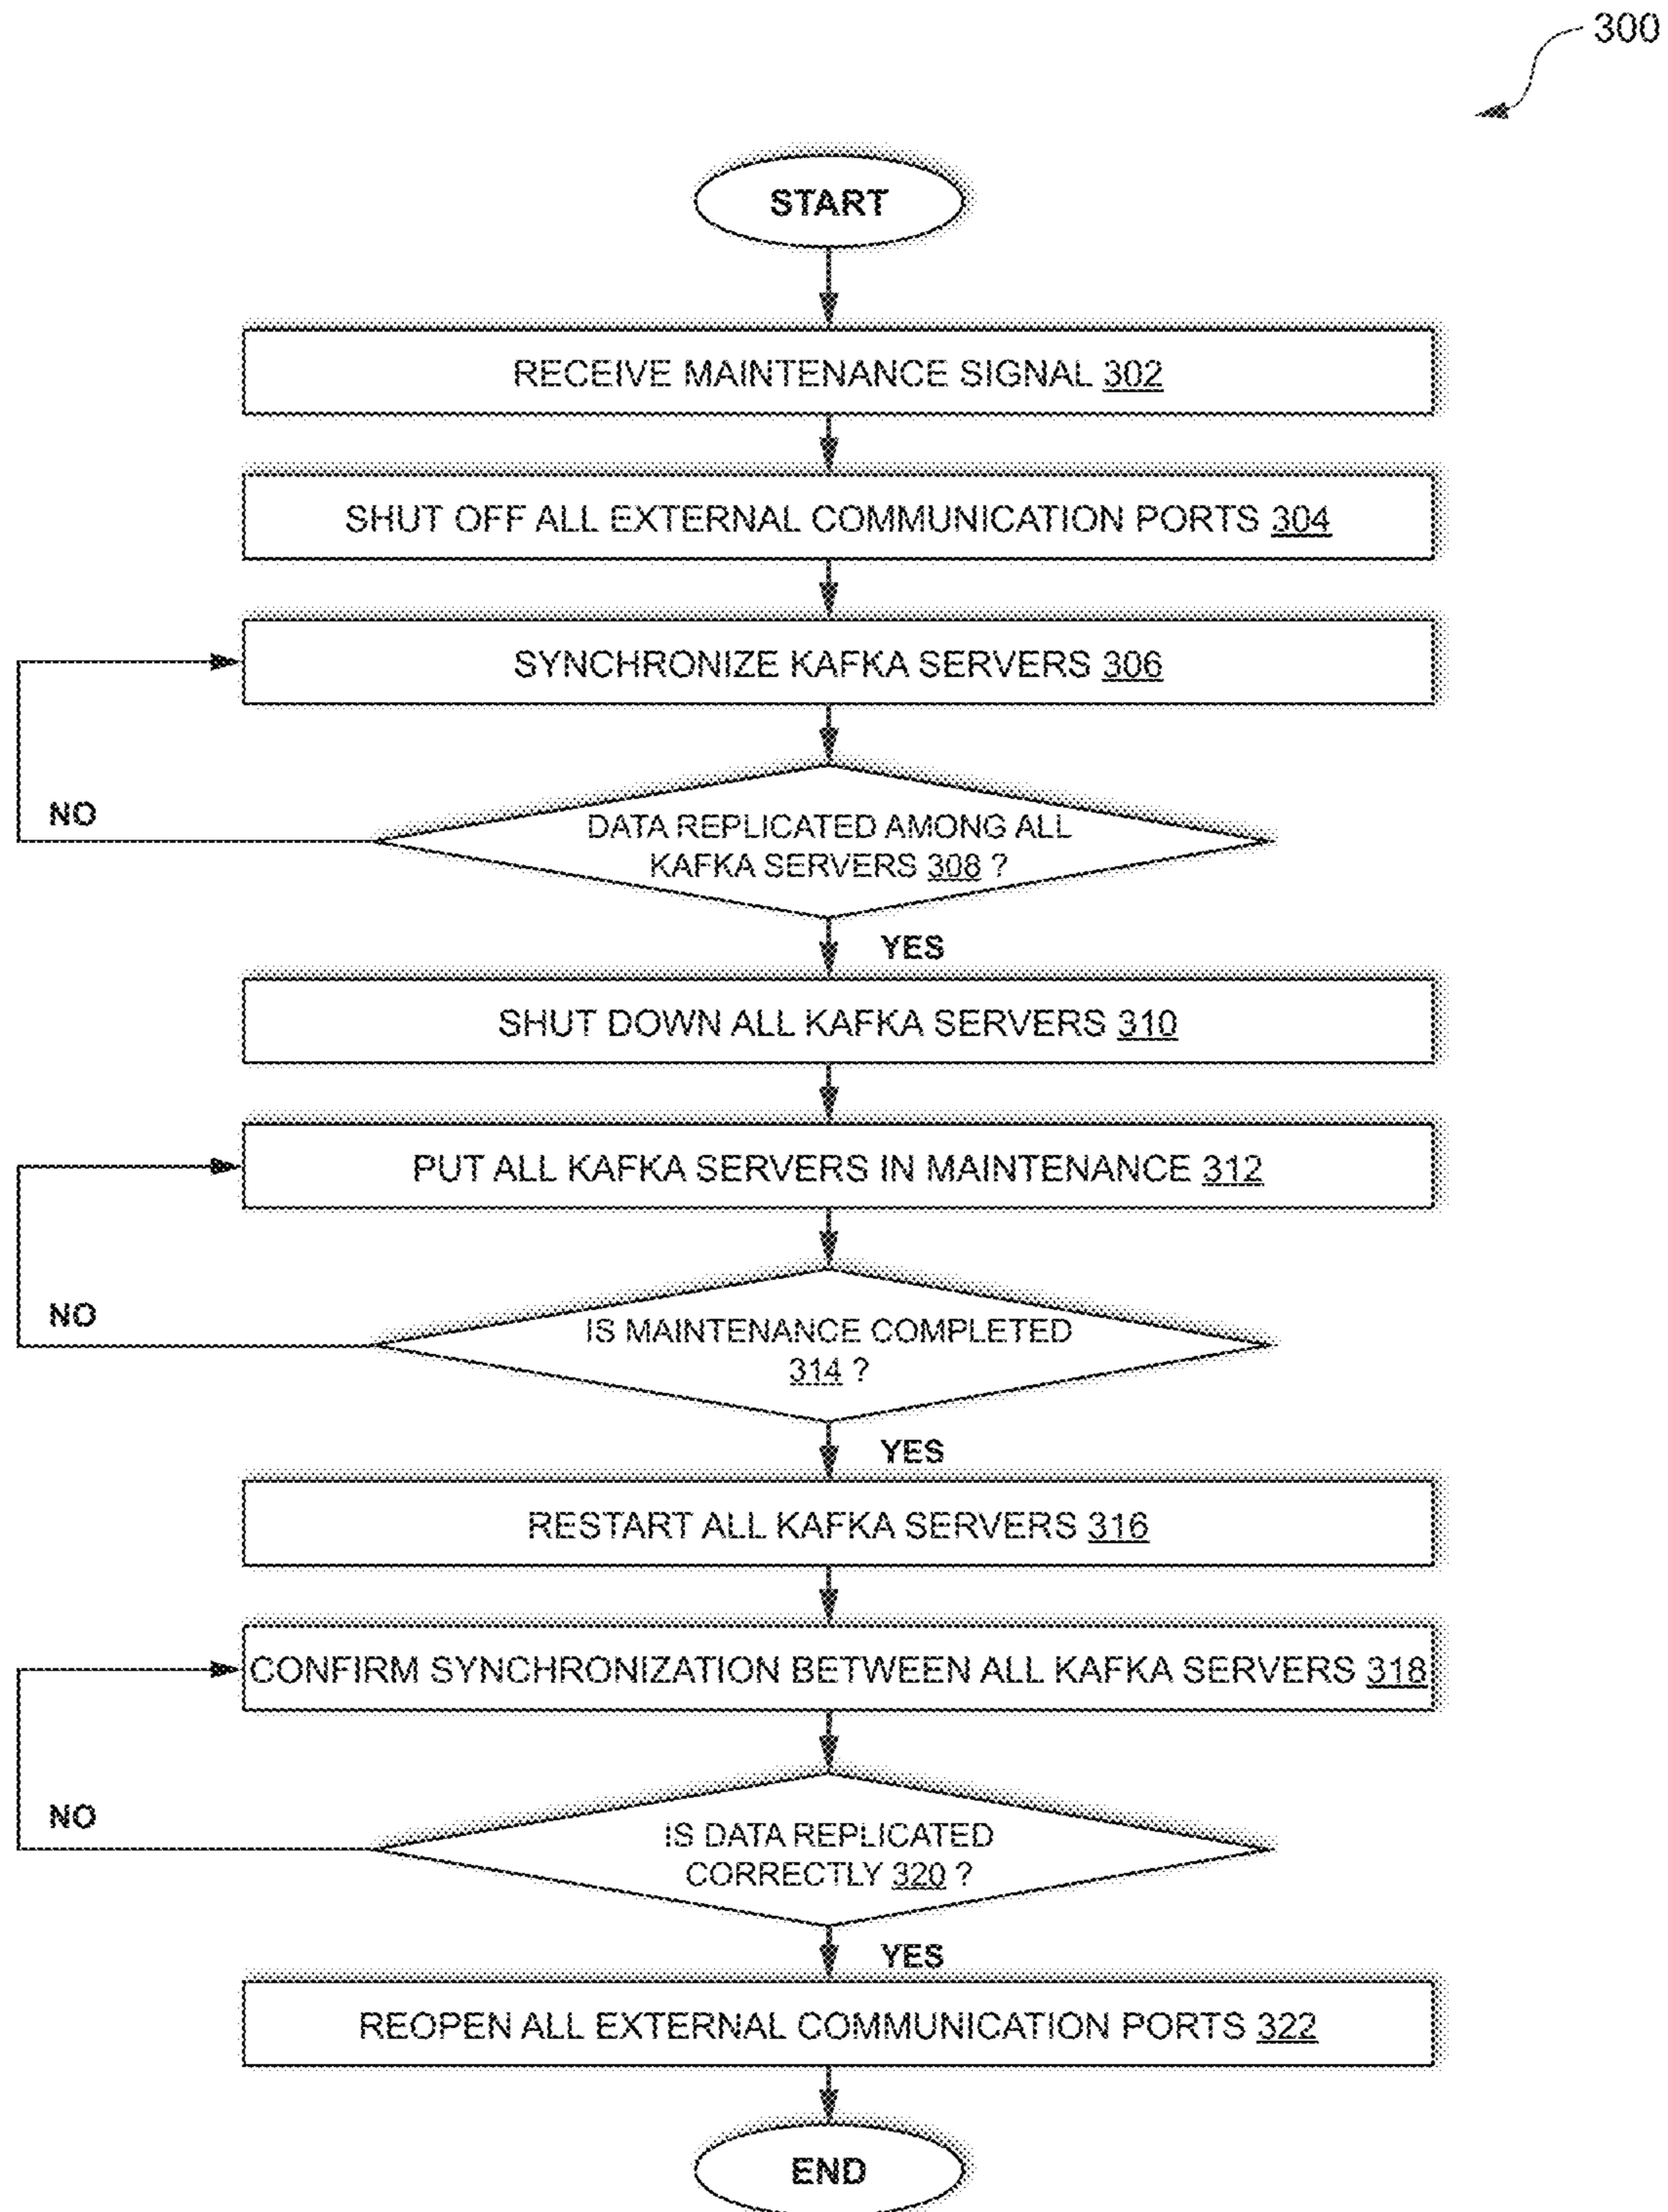 300
START
RECEIVE MAINTENANCE SIGNAL 302
SHUT OFF ALL EXTERNAL COMMUNICATION PORTS 304
SYNCHRONIZE KAFKA SERVERS 306
NO
DATA REPLICATED AMONG ALL
KAFKA SERVERS 308 ?
YES
SHUT DOWN ALL KAFKA SERVERS 310
PUT ALL KAFKA SERVERS IN MAINTENANCE 312
NO
IS MAINTENANCE COMPLETED
314 ?
YES
RESTART ALL KAFKA SERVERS 316
CONFIRM SYNCHRONIZATION BETWEEN ALL KAFKA SERVERS 318
NO
IS DATA REPLICATED
CORRECTLY 320 ?
YES
REOPEN ALL EXTERNAL COMMUNICATION PORTS 322
END